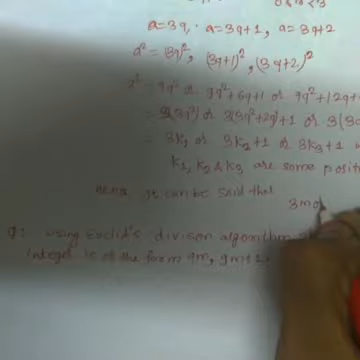 a=3q, a=3q+1, a=3q+2
a²=(3q)², (3q+1)², (3q+2)²
a²=9q² or 9q²+6q+1 or 9q²+12q+
=3(3q²) or 3(3q²+2q)+1 or 3(3
=3k₁ or 3k₂+1 or 3k₃+1
k₁, k₂ & k₃ are some posit
Hence it can be said that
3m o
Q: Using Euclid's division algorithm
integer is of the form 9m, 9m+1,